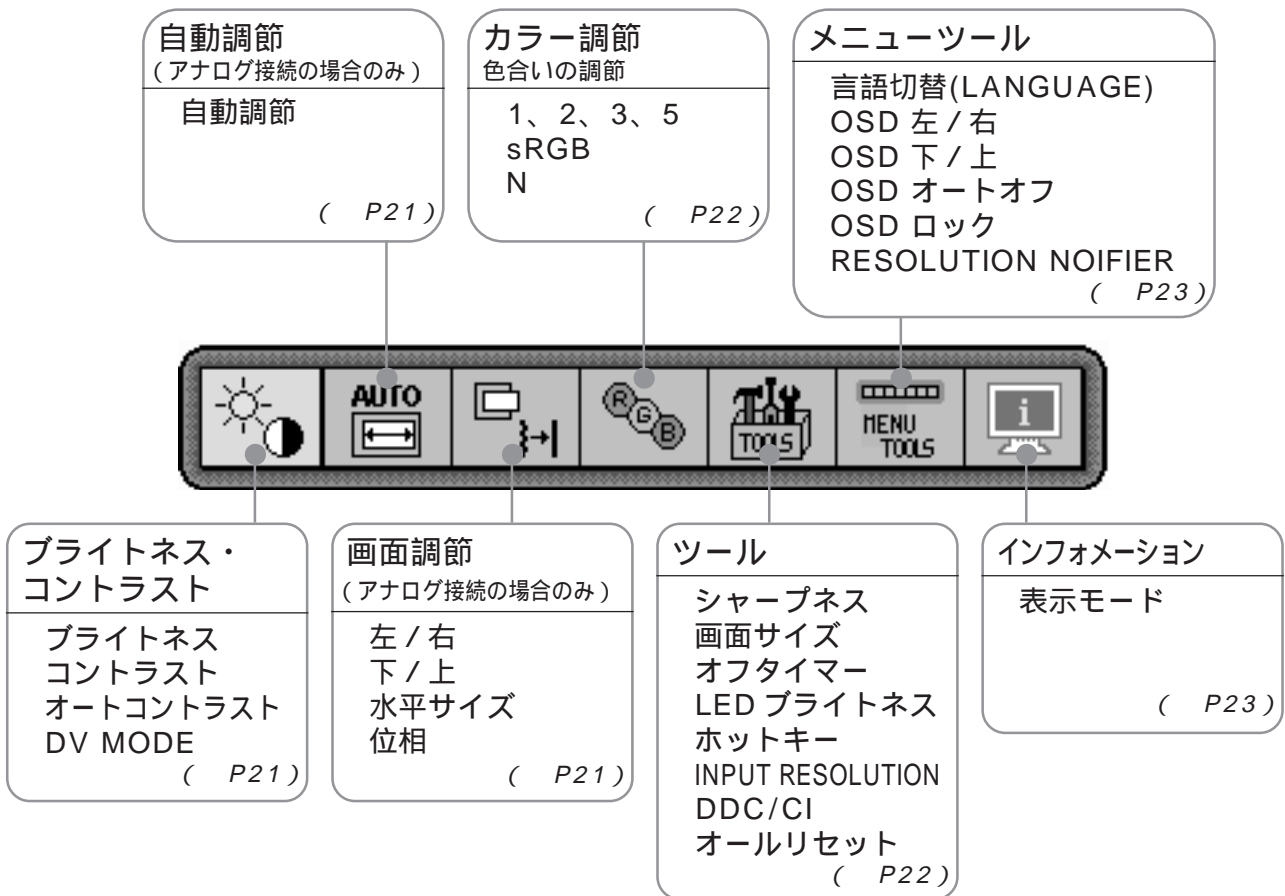 自動調節
(アナログ接続の場合のみ)
自動調節
( P21)
カラー調節
色合いの調節
1、2、3、5
sRGB
N
( P22)
メニューツール
言語切替(LANGUAGE)
OSD 左 / 右
OSD 下 / 上
OSD オートオフ
OSD ロック
RESOLUTION NOIFIER
( P23)
AUTO
R
G
B
TOOLS
MENU
TOOLS
i
ブライトネス・
コントラスト
ブライトネス
コントラスト
オートコントラスト
DV MODE
( P21)
画面調節
(アナログ接続の場合のみ)
左 / 右
下 / 上
水平サイズ
位相
( P21)
ツール
シャープネス
画面サイズ
オフタイマー
LED ブライトネス
ホットキー
INPUT RESOLUTION
DDC/CI
オールリセット
( P22)
インフォメーション
表示モード
( P23)